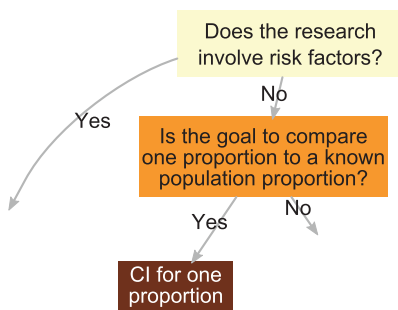 Does the research
involve risk factors?
No
Yes
Is the goal to compare
one proportion to a known
population proportion?
No
Yes
CI for one
proportion